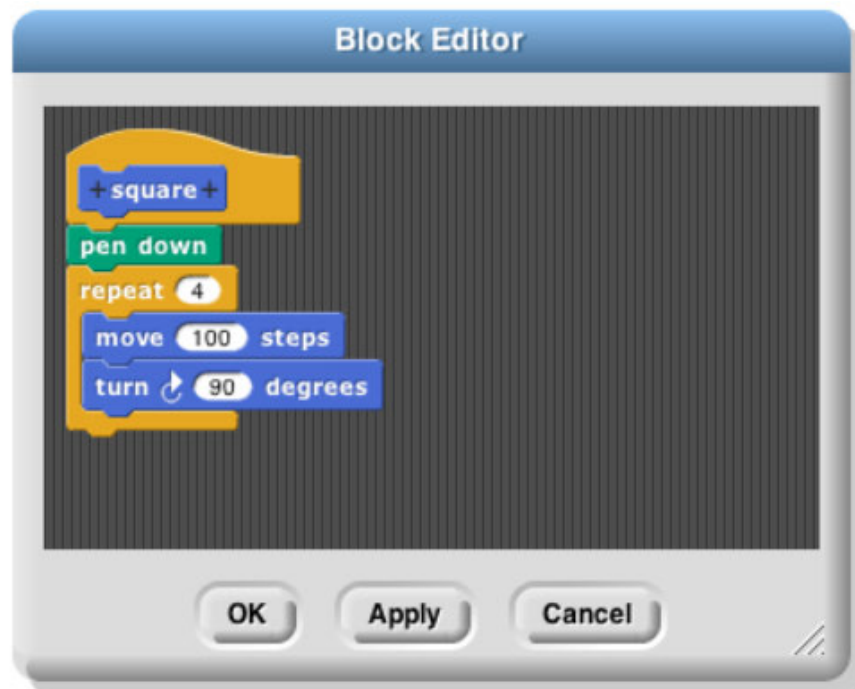 Block Editor
+square+
pen down
repeat 4
move 100 steps
turn 90 degrees
OK Apply Cancel